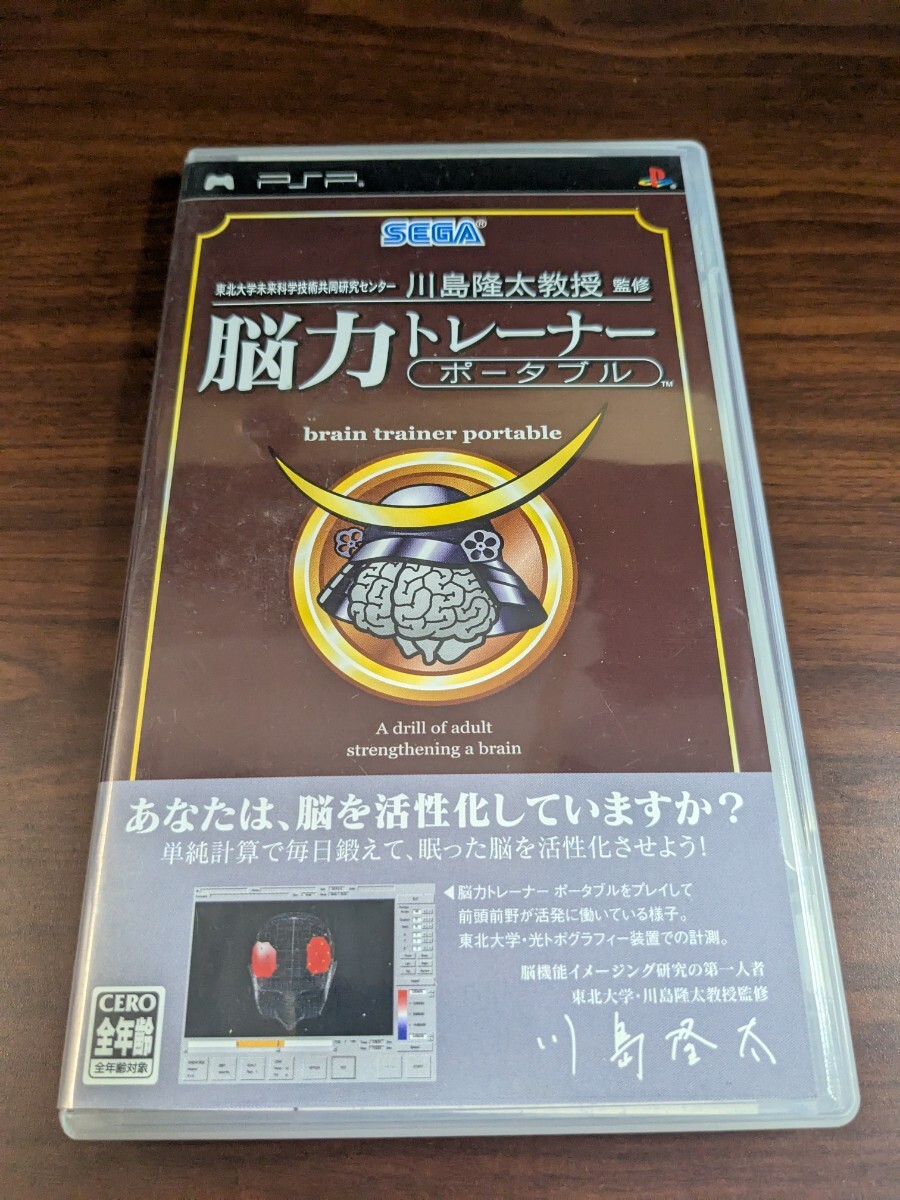 PSP
SEGA®
東北大学未来科学技術共同研究センター 川島隆太教授 監修
脳力トレーナー
ポータブル™
brain trainer portable
A drill of adult
strengthening a brain
あなたは、脳を活性化していますか?
単純計算で毎日鍛えて、眠った脳を活性化させよう!
◀脳力トレーナー ポータブルをプレイして
前頭前野が活発に働いている様子。
東北大学・光トポグラフィー装置での計測。
脳機能イメージング研究の第一人者
東北大学・川島隆太教授監修
川島隆太
CERO
全年齢
全年齢対象